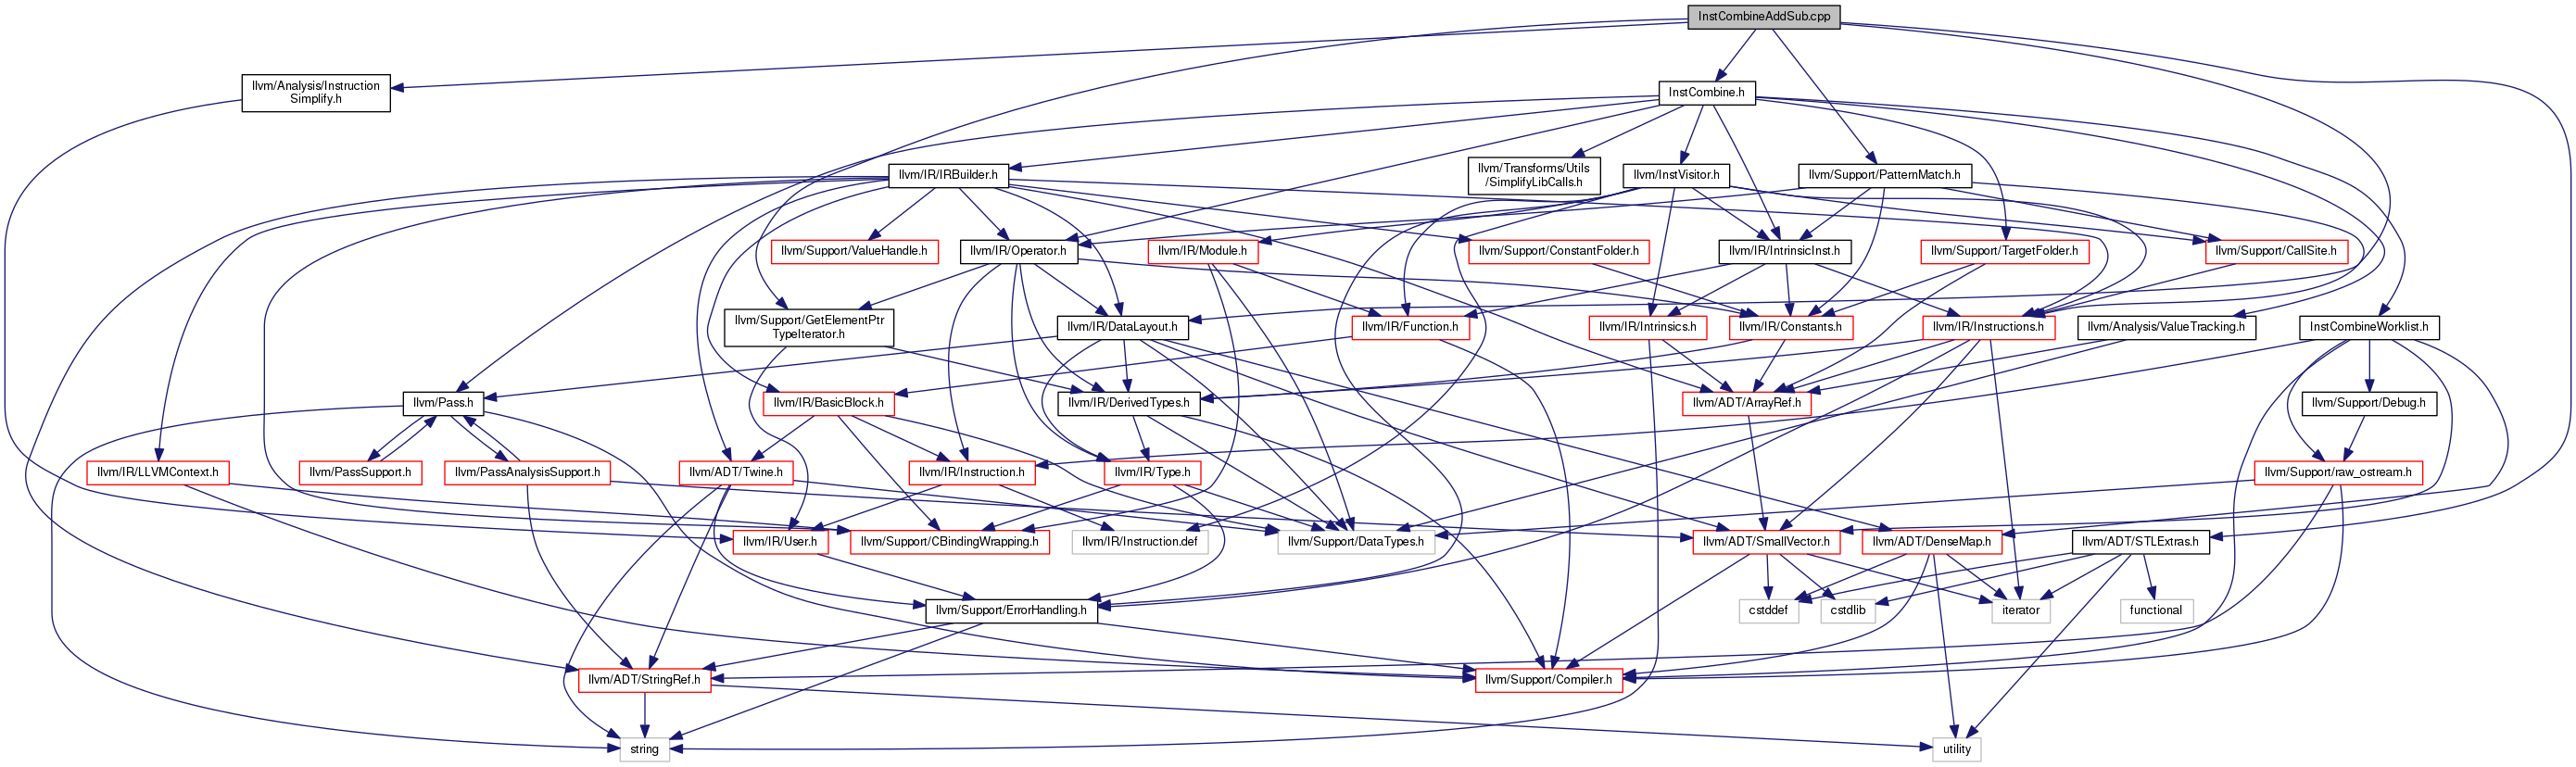 InstCombineAddSub.cpp
llvm/Analysis/Instruction
Simplify.h
InstCombine.h
llvm/IR/IRBuilder.h
llvm/Transforms/Utils
/SimplifyLibCalls.h
llvm/InstVisitor.h
llvm/Support/PatternMatch.h
llvm/Support/ValueHandle.h
llvm/IR/Operator.h
llvm/IR/Module.h
llvm/Support/ConstantFolder.h
llvm/IR/IntrinsicInst.h
llvm/Support/TargetFolder.h
llvm/Support/CallSite.h
llvm/Support/GetElementPtr
TypeIterator.h
llvm/IR/DataLayout.h
llvm/IR/Function.h
llvm/IR/Intrinsics.h
llvm/IR/Constants.h
llvm/IR/Instructions.h
llvm/Analysis/ValueTracking.h
InstCombineWorklist.h
llvm/Pass.h
llvm/IR/BasicBlock.h
llvm/IR/DerivedTypes.h
llvm/ADT/ArrayRef.h
llvm/Support/Debug.h
llvm/IR/LLVMContext.h
llvm/PassSupport.h
llvm/PassAnalysisSupport.h
llvm/ADT/Twine.h
llvm/IR/Instruction.h
llvm/IR/Type.h
llvm/Support/raw_ostream.h
llvm/IR/User.h
llvm/Support/CBindingWrapping.h
llvm/IR/Instruction.def
llvm/Support/DataTypes.h
llvm/ADT/SmallVector.h
llvm/ADT/DenseMap.h
llvm/ADT/STLExtras.h
llvm/Support/ErrorHandling.h
cstddef
cstdlib
iterator
functional
llvm/ADT/StringRef.h
llvm/Support/Compiler.h
string
utility